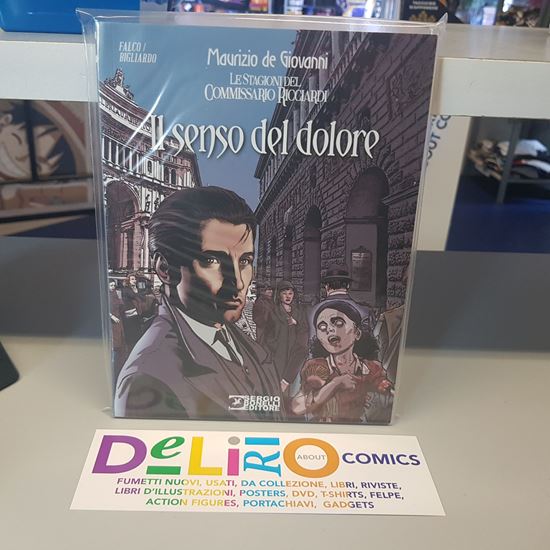 FALCO/
BIGLIARDO
Maurizio de Giovanni
LE STAGIONI DEL
COMMISSARIO RICCIARDI
Il senso del dolore
SERGIO
BONELLI
EDITORE
DeLiRiO
ABOUT
COMICS
FUMETTI NUOVI, USATI, DA COLLEZIONE, LIBRI, RIVISTE,
LIBRI D'ILLUSTRAZIONI, POSTERS, DVD, T-SHIRTS, FELPE,
ACTION FIGURES, PORTACHIAVI, GADGETS